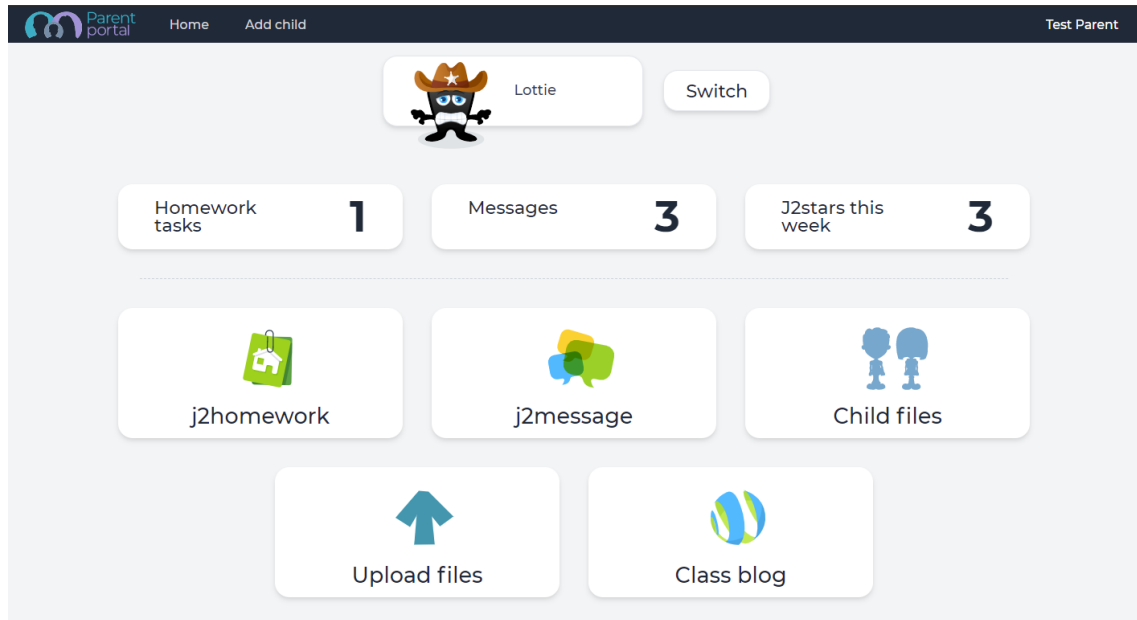 Parent
portal
Home
Add child
Test Parent
Lottie
Switch
Homework
tasks
1
Messages
3
J2stars this
week
3
j2homework
j2message
Child files
Upload files
Class blog